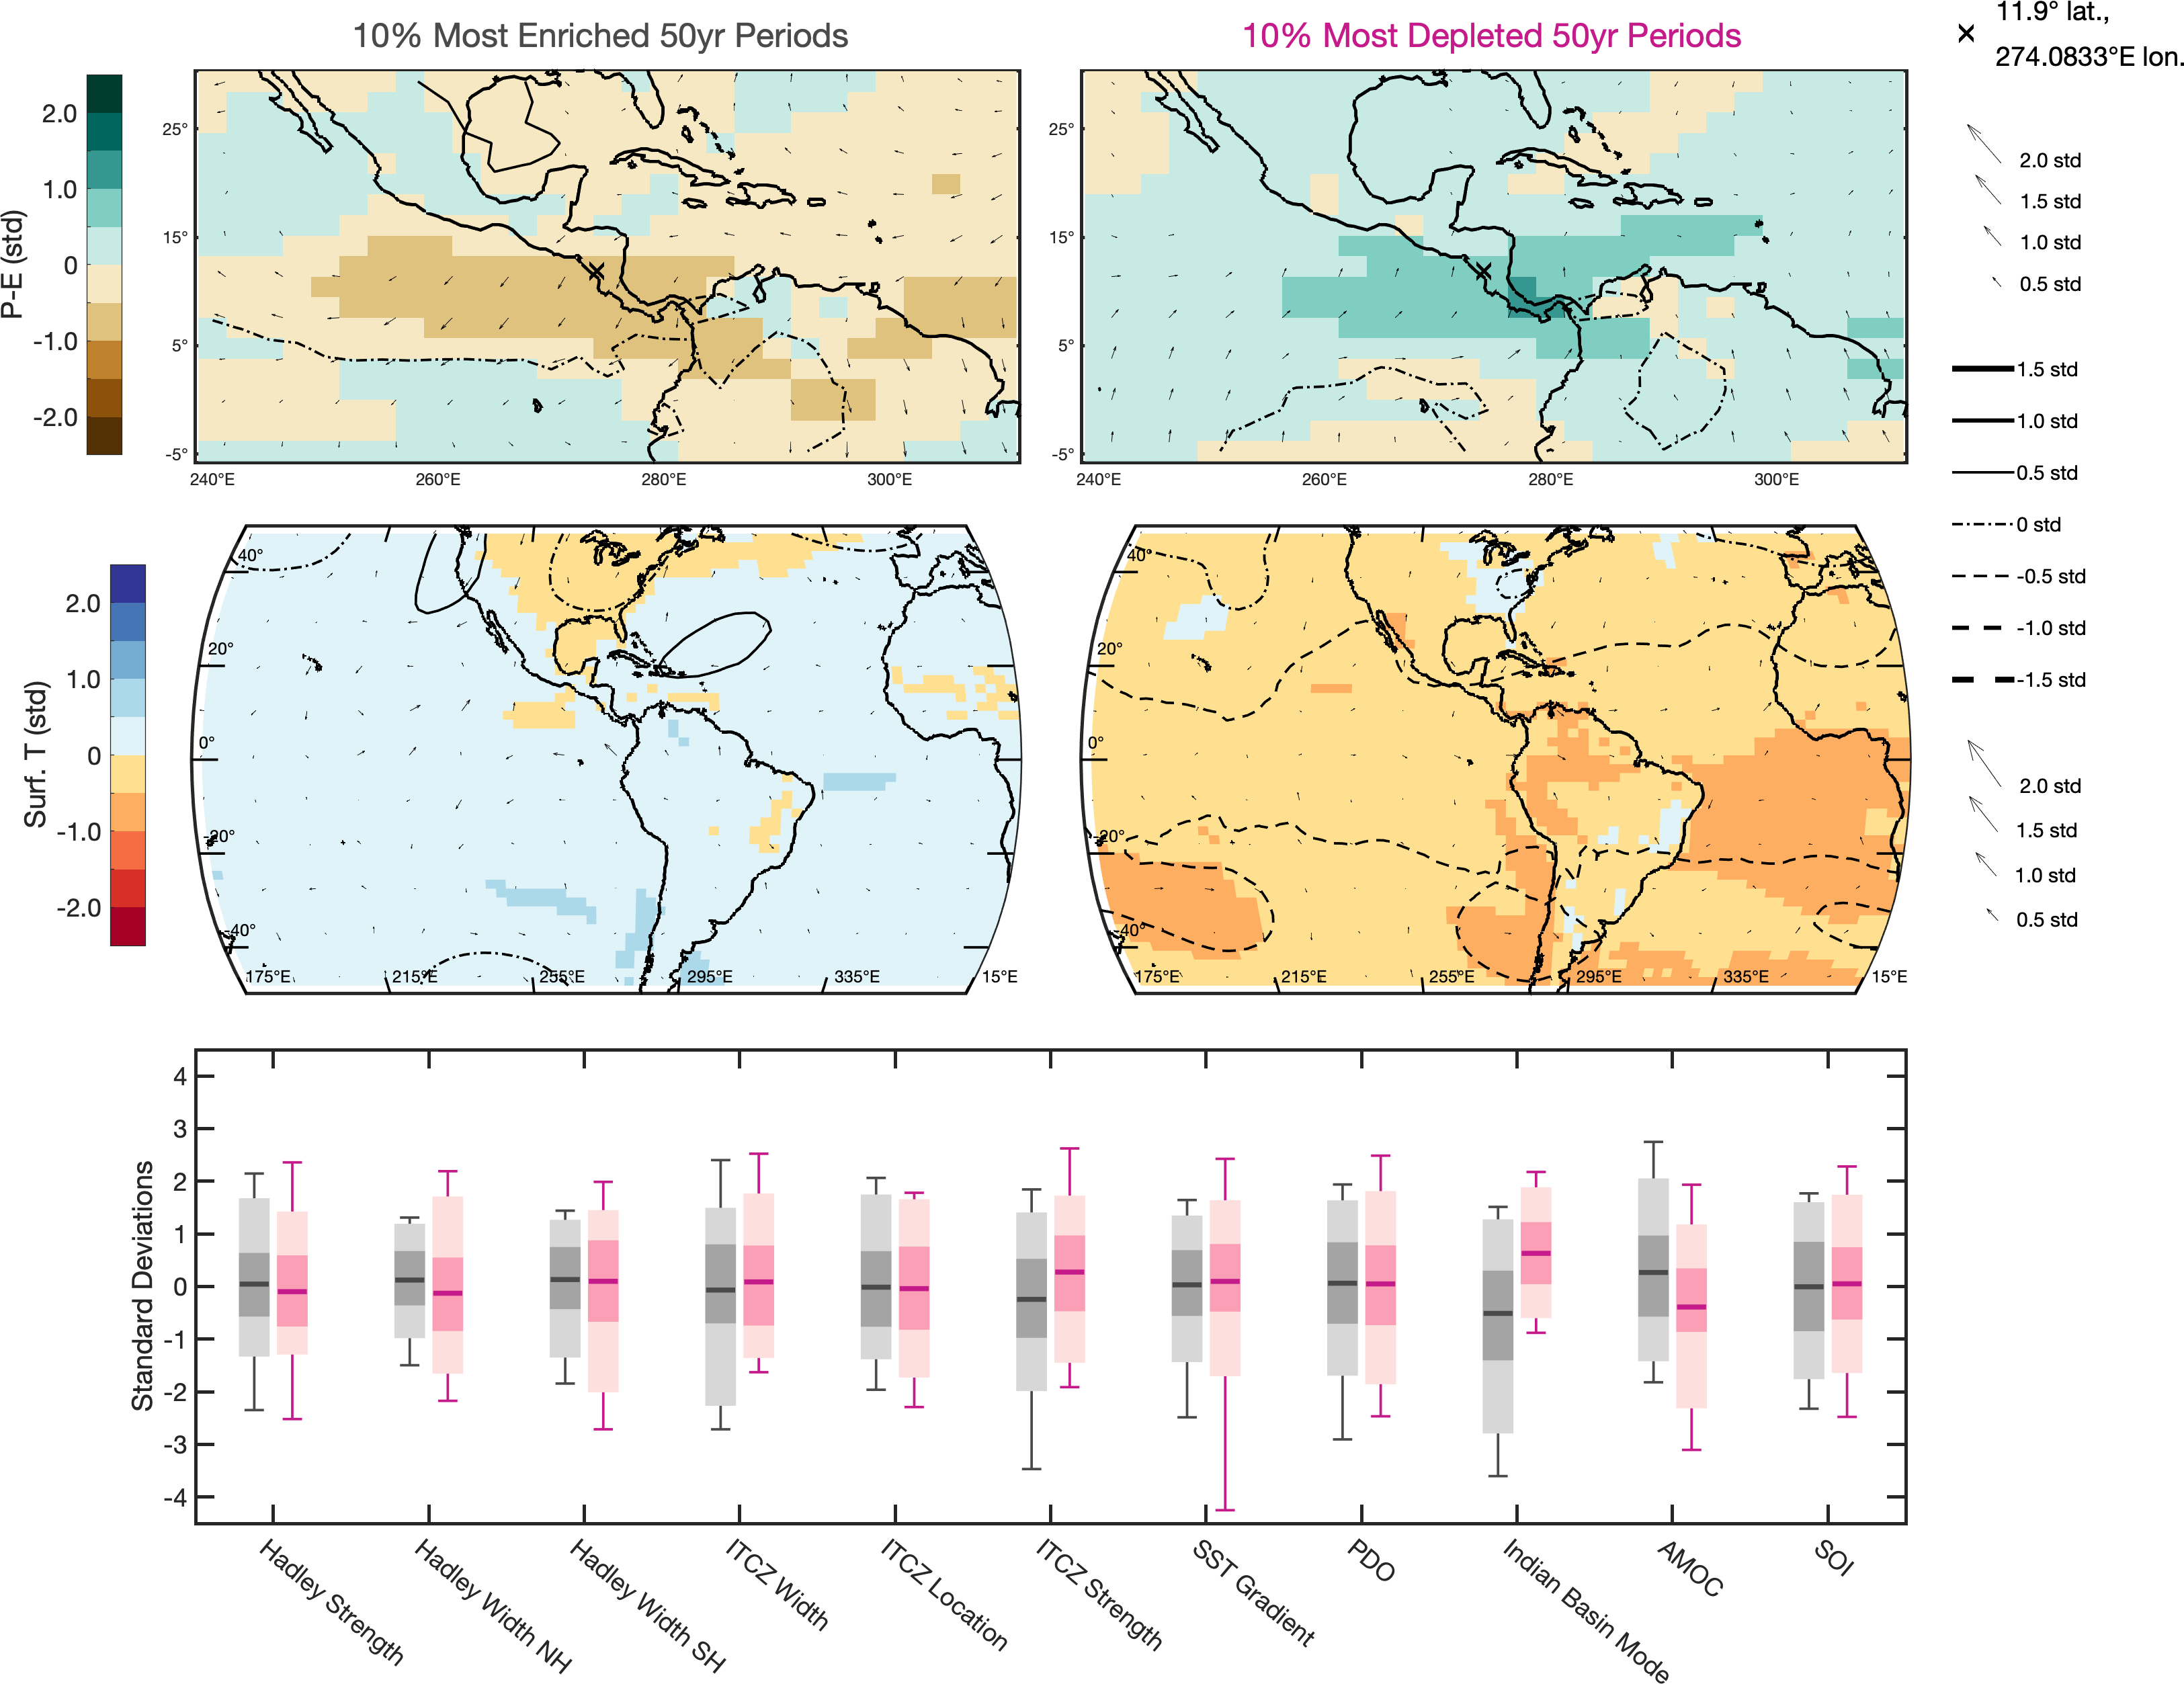 10% Most Enriched 50yr Periods
10% Most Depleted 50yr Periods
11.9° lat.,
274.0833°E lon.
P-E (std)
2.0
1.0
0
-1.0
-2.0
25°
15°
5°
-5°
240°E
260°E
280°E
300°E
25°
15°
5°
-5°
240°E
260°E
280°E
300°E
2.0 std
1.5 std
1.0 std
0.5 std
1.5 std
1.0 std
0.5 std
0 std
-0.5 std
-1.0 std
-1.5 std
Surf. T (std)
2.0
1.0
0
-1.0
-2.0
40°
20°
0°
-20°
-40°
175°E
215°E
255°E
295°E
335°E
15°E
40°
20°
0°
-20°
-40°
175°E
215°E
255°E
295°E
335°E
15°E
2.0 std
1.5 std
1.0 std
0.5 std
Standard Deviations
4
3
2
1
0
-1
-2
-3
-4
Hadley Strength
Hadley Width NH
Hadley Width SH
ITCZ Width
ITCZ Location
ITCZ Strength
SST Gradient
PDO
Indian Basin Mode
AMOC
SOI